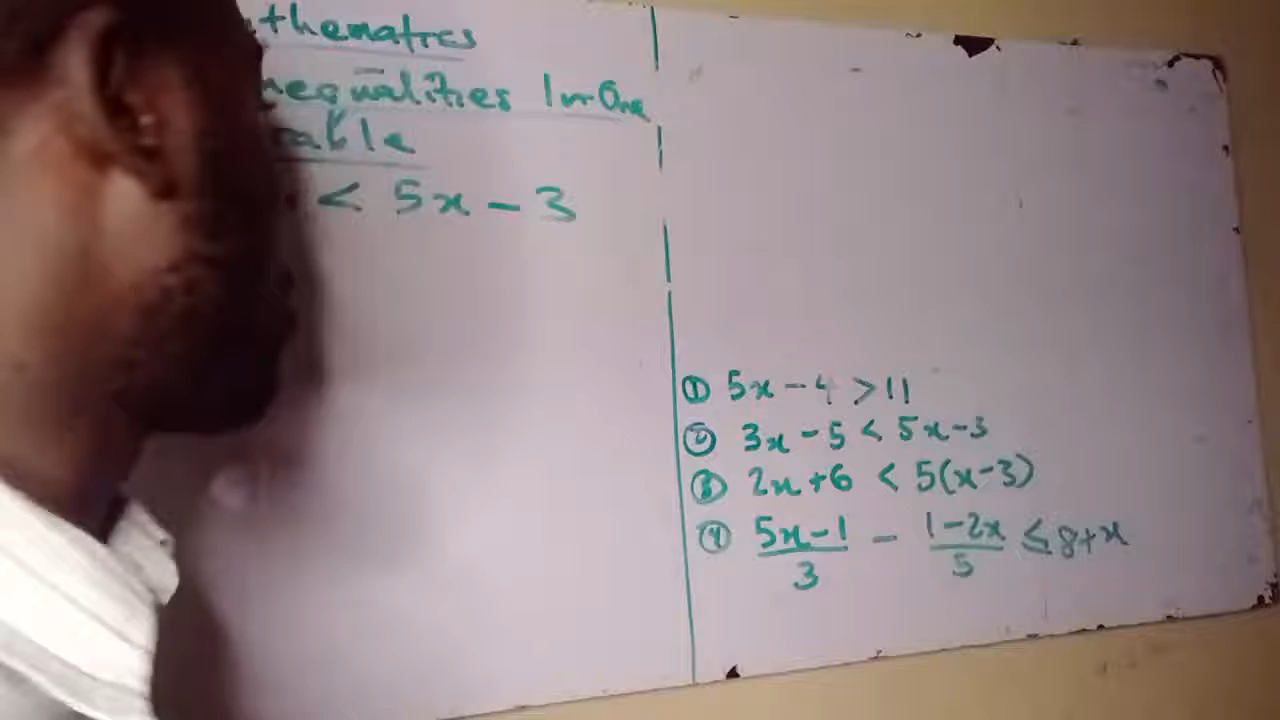 thematics
nequalities In One
able
< 5x - 3
① 5x - 4 > 11
② 3x - 5 < 5x - 3
③ 2x + 6 < 5(x - 3)
④ 5x - 1 / 3 - 1 - 2x / 5 ≤ 8 + x